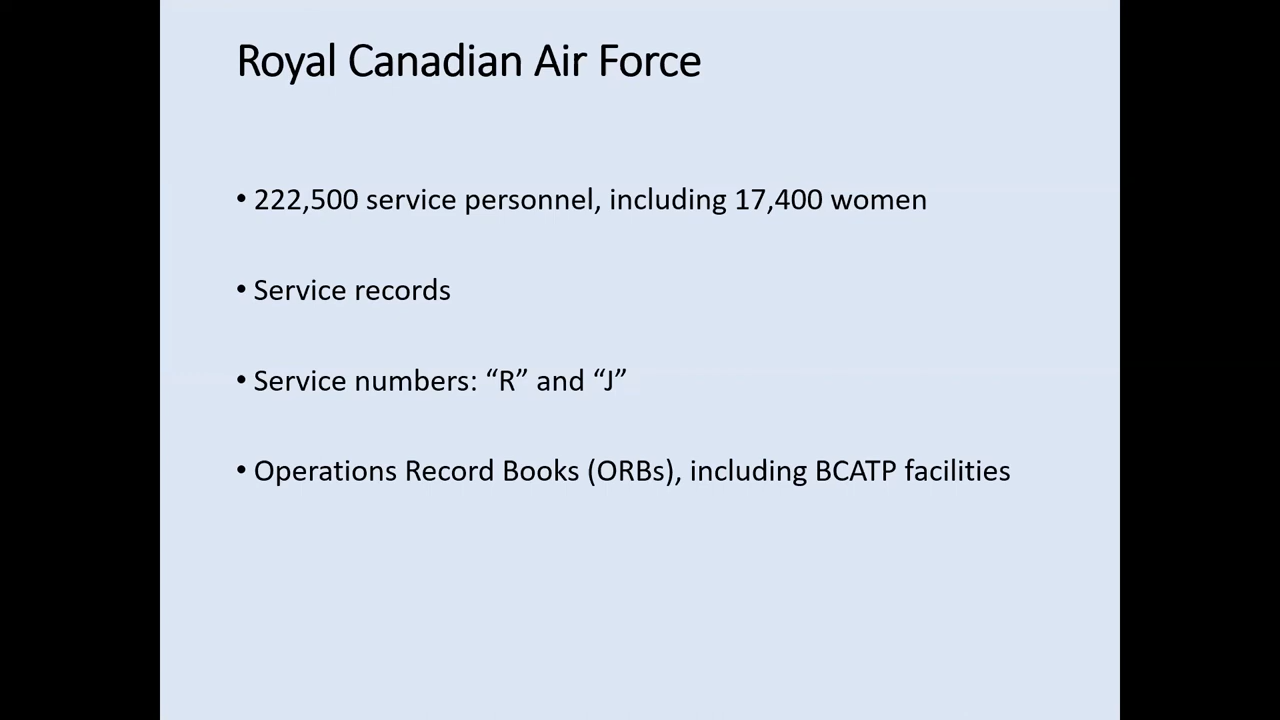 Royal Canadian Air Force
• 222,500 service personnel, including 17,400 women
• Service records
• Service numbers: “R” and “J”
• Operations Record Books (ORBs), including BCATP facilities